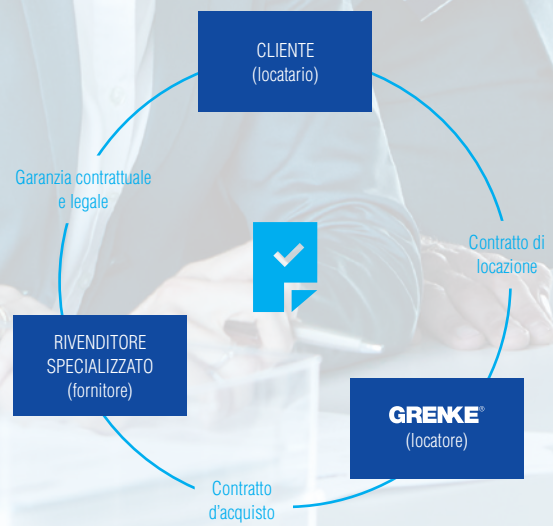 CLIENTE
(locatario)
Garanzia contrattuale
e legale
Contratto di
locazione
RIVENDITORE
SPECIALIZZATO
(fornitore)
GRENKE®
(locatore)
Contratto
d'acquisto